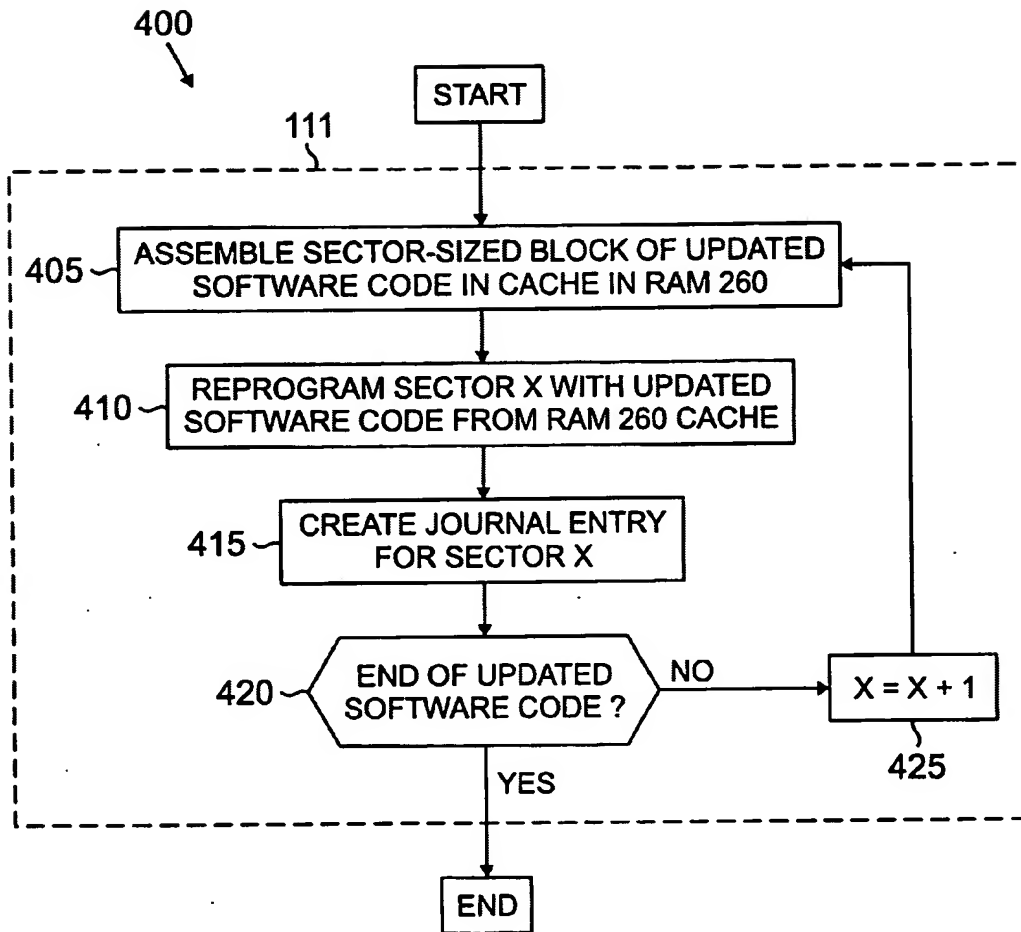 400
START
111
405
ASSEMBLE SECTOR-SIZED BLOCK OF UPDATED
SOFTWARE CODE IN CACHE IN RAM 260
410
REPROGRAM SECTOR X WITH UPDATED
SOFTWARE CODE FROM RAM 260 CACHE
415
CREATE JOURNAL ENTRY
FOR SECTOR X
420
END OF UPDATED
SOFTWARE CODE ?
NO
X = X + 1
425
YES
END